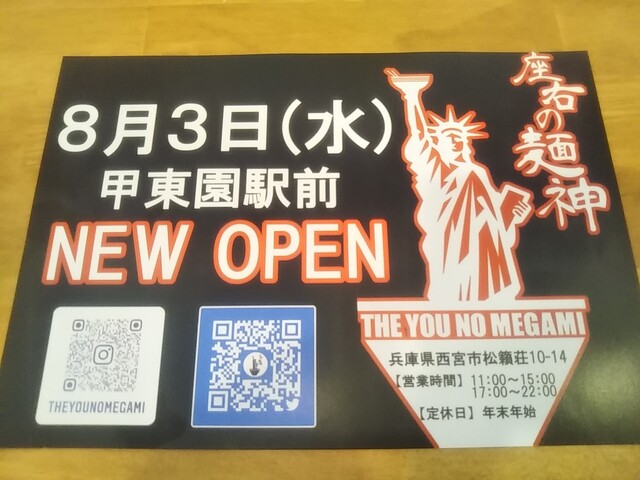 8月3日(水)
甲東園駅前
NEW OPEN
座右の麺神
THE YOU NO MEGAMI
兵庫県西宮市松籟荘10-14
【営業時間】11:00～15:00
17:00～22:00
【定休日】年末年始
THEYOUNOMEGAMI